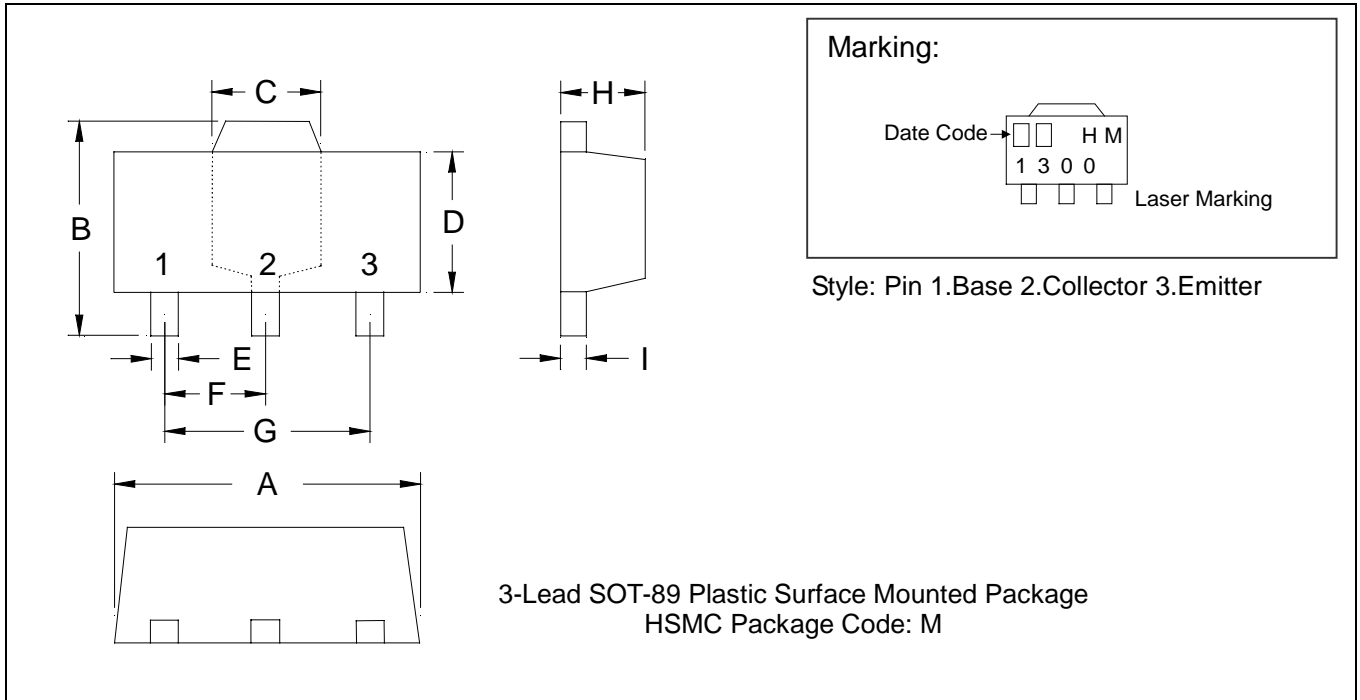 Marking:
Date Code
H M
1 3 0 0
Laser Marking
Style: Pin 1.Base 2.Collector 3.Emitter
C
H
B
D
1 2 3
E
I
F
G
A
3-Lead SOT-89 Plastic Surface Mounted Package
HSMC Package Code: M